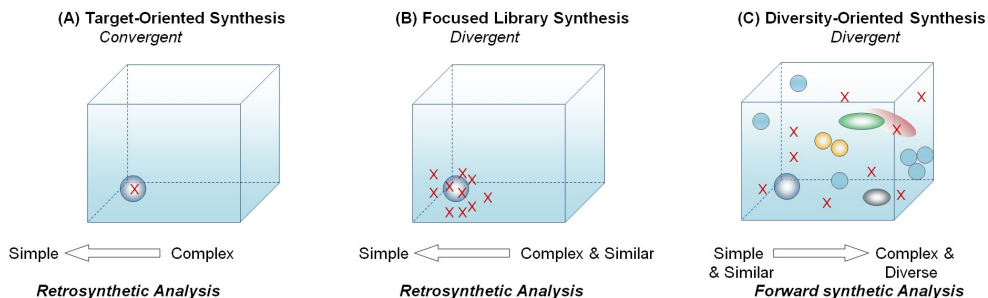 (A) Target-Oriented Synthesis
Convergent
X
Simple
Complex
Retrosynthetic Analysis
(B) Focused Library Synthesis
Divergent
X
X
X
X
X
X
X
X
X
X
X
Simple
Complex & Similar
Retrosynthetic Analysis
(C) Diversity-Oriented Synthesis
Divergent
X
X
X
X
X
X
X
X
X
Simple
& Similar
Complex &
Diverse
Forward synthetic Analysis